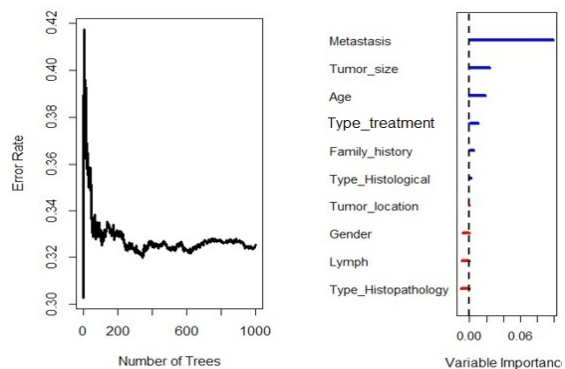 Error Rate
0.42
0.40
0.38
0.36
0.34
0.32
0.30
0
200
600
1000
Number of Trees
Metastasis
Tumor_size
Age
Type_treatment
Family_history
Type_Histological
Tumor_location
Gender
Lymph
Type_Histopathology
0.00
0.06
Variable Importance